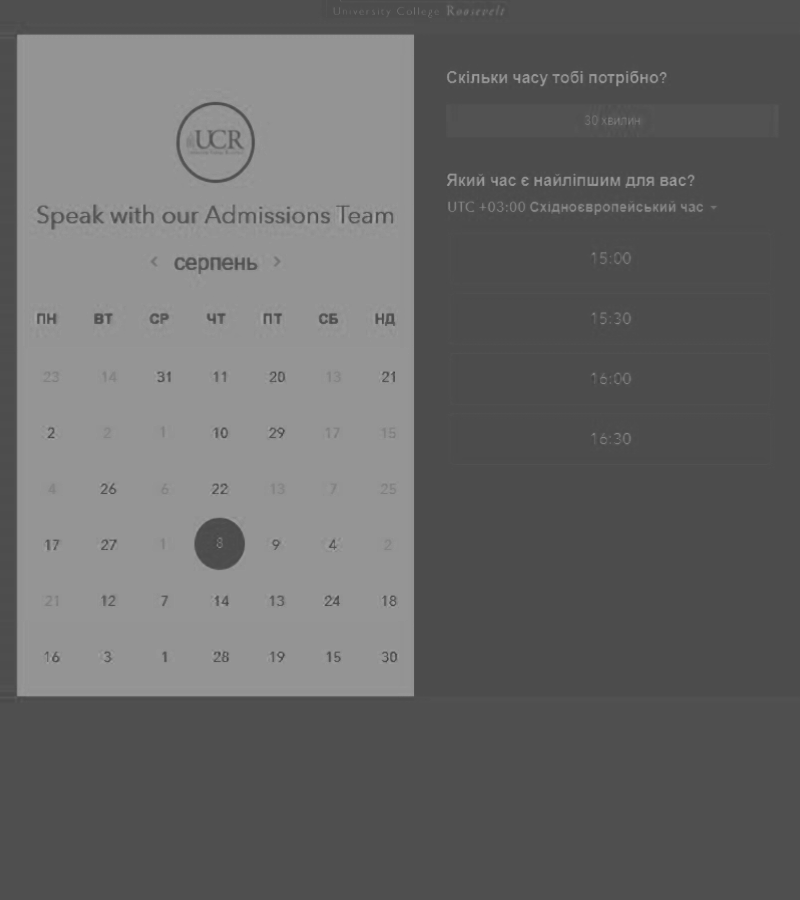 University College Roosevelt
UCR
Speak with our Admissions Team
< серпень >
ПН ВТ СР ЧТ ПТ СБ НД
23 14 31 11 20 13 21
2 2 1 10 29 17 15
4 26 6 22 13 7 25
17 27 1 8 9 4 2
21 12 7 14 13 24 18
16 3 1 28 19 15 30
Скільки часу тобі потрібно?
30 хвилин
Який час є найліпшим для вас?
UTC +03:00 Східноєвропейський час
15:00
15:30
16:00
16:30